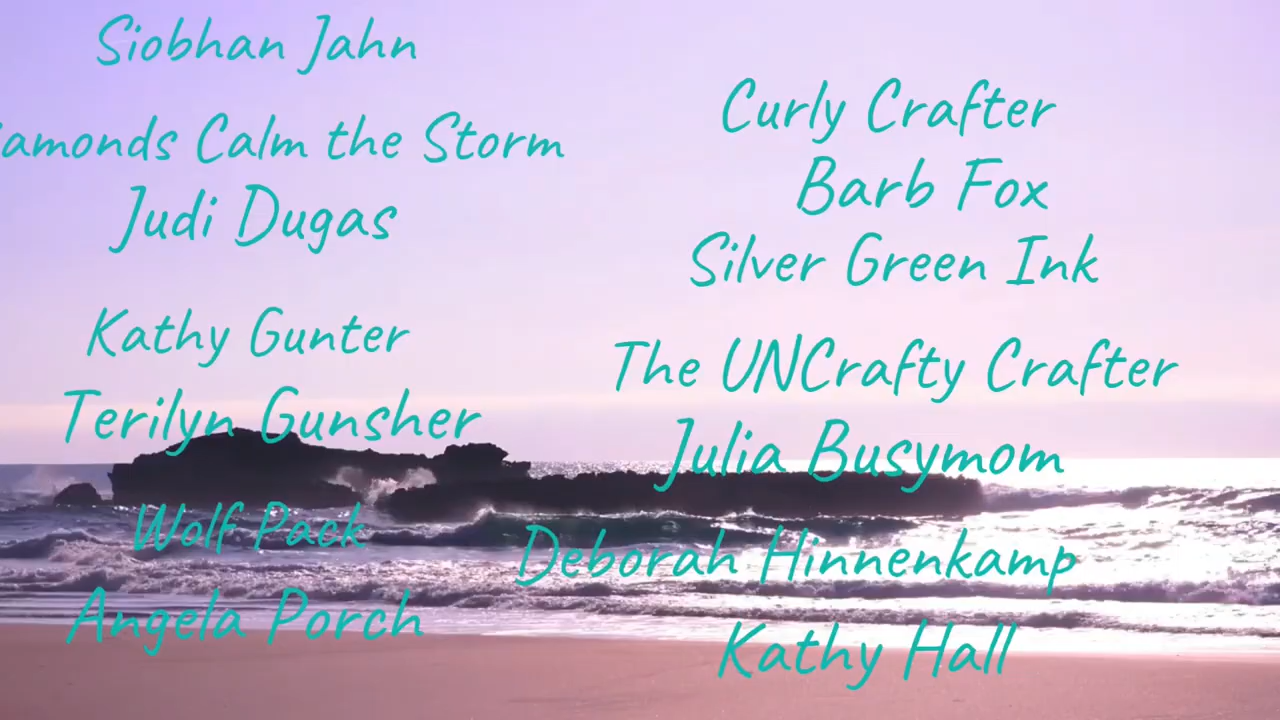 Siobhan Jahn
amonds Calm the Storm
Judi Dugas
Kathy Gunter
Terilyn Gunsher
Wolf Pack
Angela Porch
Curly Crafter
Barb Fox
Silver Green Ink
The UNCrafty Crafter
Julia Busymom
Deborah Hinnenkamp
Kathy Hall